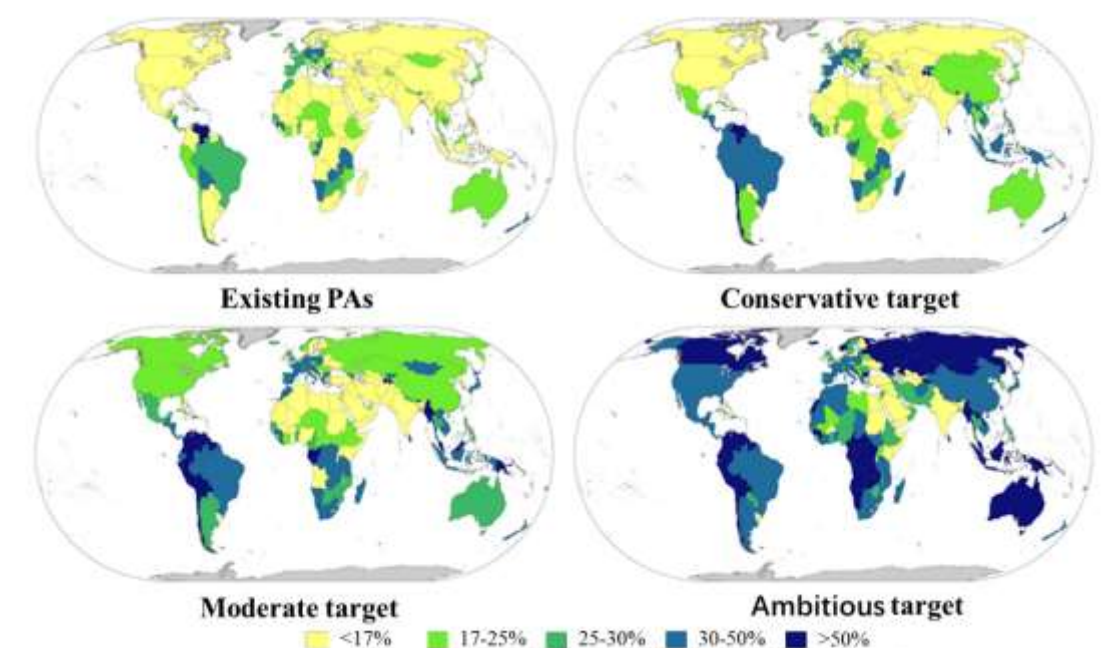 Existing PAs
Conservative target
Moderate target
Ambitious target
<17%
17-25%
25-30%
30-50%
>50%